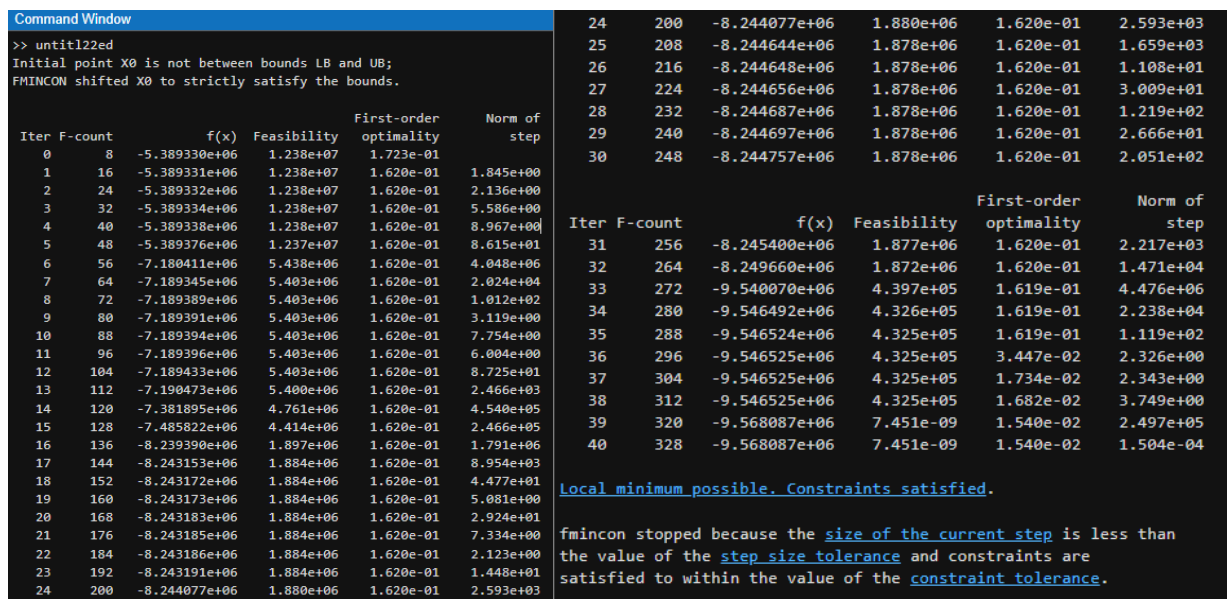 Command Window
>> untitl22ed
Initial point X0 is not between bounds LB and UB;
FMINCON shifted X0 to strictly satisfy the bounds.
First-order Norm of
Iter F-count f(x) Feasibility optimality step
0 8 -5.389330e+06 1.238e+07 1.723e-01
1 16 -5.389331e+06 1.238e+07 1.620e-01 1.845e+00
2 24 -5.389332e+06 1.238e+07 1.620e-01 2.136e+00
3 32 -5.389334e+06 1.238e+07 1.620e-01 5.586e+00
4 40 -5.389338e+06 1.238e+07 1.620e-01 8.967e+00
5 48 -5.389376e+06 1.237e+07 1.620e-01 8.615e+01
6 56 -7.180411e+06 5.438e+06 1.620e-01 4.048e+06
7 64 -7.189345e+06 5.403e+06 1.620e-01 2.024e+04
8 72 -7.189389e+06 5.403e+06 1.620e-01 1.012e+02
9 80 -7.189391e+06 5.403e+06 1.620e-01 3.119e+00
10 88 -7.189394e+06 5.403e+06 1.620e-01 7.754e+00
11 96 -7.189396e+06 5.403e+06 1.620e-01 6.004e+00
12 104 -7.189433e+06 5.403e+06 1.620e-01 8.725e+01
13 112 -7.190473e+06 5.400e+06 1.620e-01 2.466e+03
14 120 -7.381895e+06 4.761e+06 1.620e-01 4.540e+05
15 128 -7.485822e+06 4.414e+06 1.620e-01 2.466e+05
16 136 -8.239390e+06 1.897e+06 1.620e-01 1.791e+06
17 144 -8.243153e+06 1.884e+06 1.620e-01 8.954e+03
18 152 -8.243172e+06 1.884e+06 1.620e-01 4.477e+01
19 160 -8.243173e+06 1.884e+06 1.620e-01 5.081e+00
20 168 -8.243183e+06 1.884e+06 1.620e-01 2.924e+01
21 176 -8.243185e+06 1.884e+06 1.620e-01 7.334e+00
22 184 -8.243186e+06 1.884e+06 1.620e-01 2.123e+00
23 192 -8.243191e+06 1.884e+06 1.620e-01 1.448e+01
24 200 -8.244077e+06 1.880e+06 1.620e-01 2.593e+03
24 200 -8.244077e+06 1.880e+06 1.620e-01 2.593e+03
25 208 -8.244644e+06 1.878e+06 1.620e-01 1.659e+03
26 216 -8.244648e+06 1.878e+06 1.620e-01 1.108e+01
27 224 -8.244656e+06 1.878e+06 1.620e-01 3.009e+01
28 232 -8.244687e+06 1.878e+06 1.620e-01 1.219e+02
29 240 -8.244697e+06 1.878e+06 1.620e-01 2.666e+01
30 248 -8.244757e+06 1.878e+06 1.620e-01 2.051e+02
First-order Norm of
Iter F-count f(x) Feasibility optimality step
31 256 -8.245400e+06 1.877e+06 1.620e-01 2.217e+03
32 264 -8.249660e+06 1.872e+06 1.620e-01 1.471e+04
33 272 -9.540070e+06 4.397e+05 1.619e-01 4.476e+06
34 280 -9.546492e+06 4.326e+05 1.619e-01 2.238e+04
35 288 -9.546524e+06 4.325e+05 1.619e-01 1.119e+02
36 296 -9.546525e+06 4.325e+05 3.447e-02 2.326e+00
37 304 -9.546525e+06 4.325e+05 1.734e-02 2.343e+00
38 312 -9.546525e+06 4.325e+05 1.682e-02 3.749e+00
39 320 -9.568087e+06 7.451e-09 1.540e-02 2.497e+05
40 328 -9.568087e+06 7.451e-09 1.540e-02 1.504e-04
Local minimum possible. Constraints satisfied.
fmincon stopped because the size of the current step is less than
the value of the step size tolerance and constraints are
satisfied to within the value of the constraint tolerance.